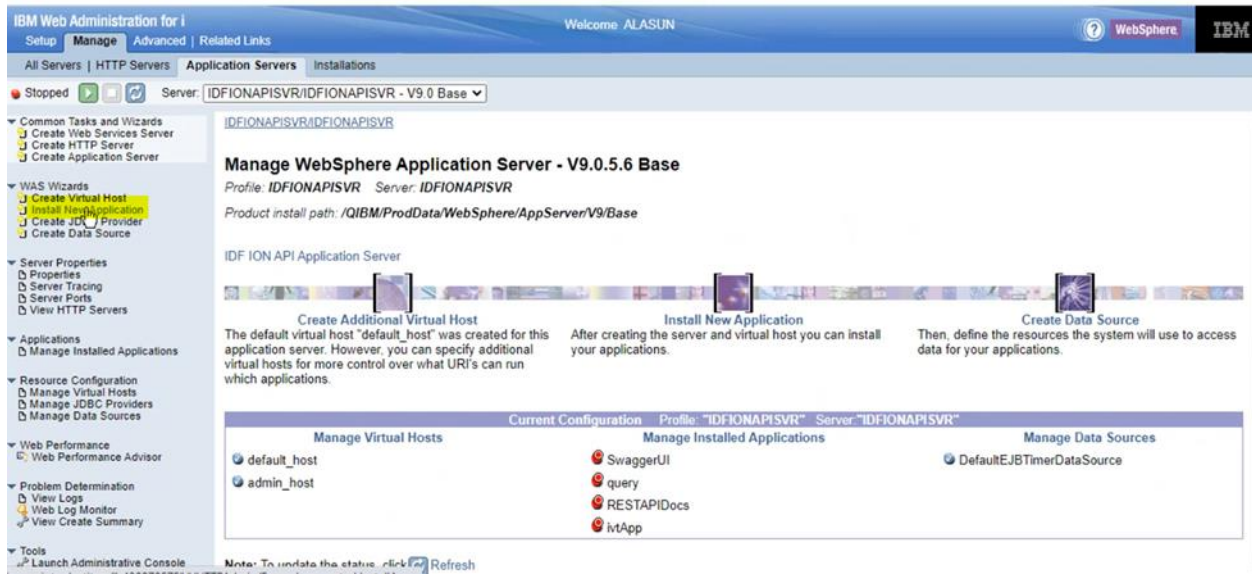 IBM Web Administration for i
Welcome ALASUN
WebSphere.
IBM
Setup Manage Advanced | Related Links
All Servers | HTTP Servers Application Servers Installations
Stopped Server: IDFIONAPISVR/IDFIONAPISVR - V9.0 Base
Common Tasks and Wizards
Create Web Services Server
Create HTTP Server
Create Application Server
WAS Wizards
Create Virtual Host
Install New Application
Create Provider
Create Data Source
Server Properties
Properties
Server Tracing
Server Ports
View HTTP Servers
Applications
Manage Installed Applications
Resource Configuration
Manage Virtual Hosts
Manage JDBC Providers
Manage Data Sources
Web Performance
Web Performance Advisor
Problem Determination
View Logs
Web Log Monitor
View Create Summary
Tools
Launch Administrative Console
IDFIONAPISVR/IDFIONAPISVR
Manage WebSphere Application Server - V9.0.5.6 Base
Profile: IDFIONAPISVR Server: IDFIONAPISVR
Product install path: /QIBM/ProdData/WebSphere/AppServer/V9/Base
IDF ION API Application Server
Create Additional Virtual Host
The default virtual host "default_host" was created for this
application server. However, you can specify additional
virtual hosts for more control over what URI's can run
which applications.
Install New Application
After creating the server and virtual host you can install
your applications.
Create Data Source
Then, define the resources the system will use to access
data for your applications.
Current Configuration Profile: "IDFIONAPISVR" Server:"IDFIONAPISVR"
Manage Virtual Hosts
default_host
admin_host
Manage Installed Applications
SwaggerUI
query
RESTAPIDocs
ivtApp
Manage Data Sources
DefaultEJBTimerDataSource
Note: To update the status, click Refresh